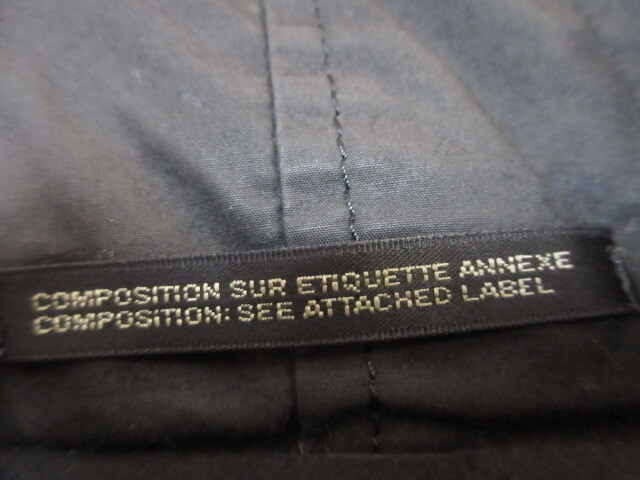 COMPOSITION SUR ETIQUETTE ANNEXE
COMPOSITION: SEE ATTACHED LABEL